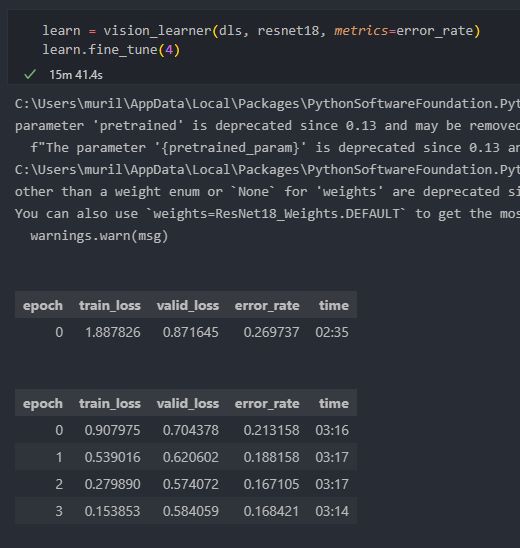 learn = vision_learner(dls, resnet18, metrics=error_rate)
learn.fine_tune(4)
15m 41.4s
C:\Users\muril\AppData\Local\Packages\PythonSoftwareFoundation.Pyt
parameter 'pretrained' is deprecated since 0.13 and may be removed
f"The parameter '{pretrained_param}' is deprecated since 0.13 an
C:\Users\muril\AppData\Local\Packages\PythonSoftwareFoundation.Pyt
other than a weight enum or `None` for 'weights' are deprecated si
You can also use `weights=ResNet18_Weights.DEFAULT` to get the mos
warnings.warn(msg)
epoch train_loss valid_loss error_rate time
0 1.887826 0.871645 0.269737 02:35
epoch train_loss valid_loss error_rate time
0 0.907975 0.704378 0.213158 03:16
1 0.539016 0.620602 0.188158 03:17
2 0.279890 0.574072 0.167105 03:17
3 0.153853 0.584059 0.168421 03:14